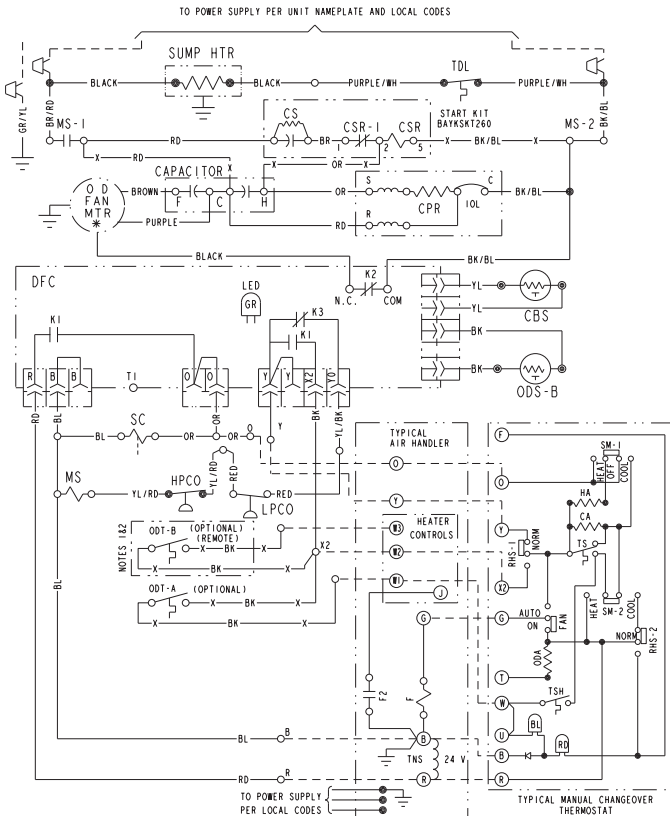 TO POWER SUPPLY PER UNIT NAMEPLATE AND LOCAL CODES
SUMP HTR
TDL
BLACK
BLACK
PURPLE/WH
PURPLE/WH
GR/YL
BR/RD
BK/BL
MS-1
CS
START KIT
BAYKSKT260
MS-2
CSR-1
CSR
RD
BR
1
2
5
X
BK/BL
X
X
RD
X
X
OR
X
CAPACITOR
O D
FAN
MTR
*
BROWN
F
C
H
OR
S
C
BK/BL
PURPLE
CPR
IOL
R
RD
BLACK
BK/BL
K2
N.C.
COM
DFC
LED
GR
K3
K1
K1
YL
YL
CBS
BK
BK
ODS-B
R
B
B
T1
O
O
Y
Y
X2
YO
RD
BL
OR
BK
YL/BK
SC
BL
OR
OR
O
Y
MS
YL/RD
HPCO
YL/RD
RED
RED
LPCO
NOTES 1&2
ODT-B
(OPTIONAL)
(REMOTE)
X
BK
X
X2
X
BK
X
ODT-A
(OPTIONAL)
X
BK
X
X
BK
X
BL
TYPICAL
AIR HANDLER
O
Y
W3
HEATER
CONTROLS
W2
W1
J
G
F2
F
B
TNS
24 V
R
BL
B
RD
R
TO POWER SUPPLY
PER LOCAL CODES
F
SM-1
HEAT
OFF
COOL
O
HA
CA
Y
NORM
RHS-1
TS
X2
HEAT
SM-2
COOL
AUTO
ON
FAN
G
NORM
RHS-2
ODA
T
TSH
W
BL
U
RD
B
R
TYPICAL MANUAL CHANGEOVER
THERMOSTAT